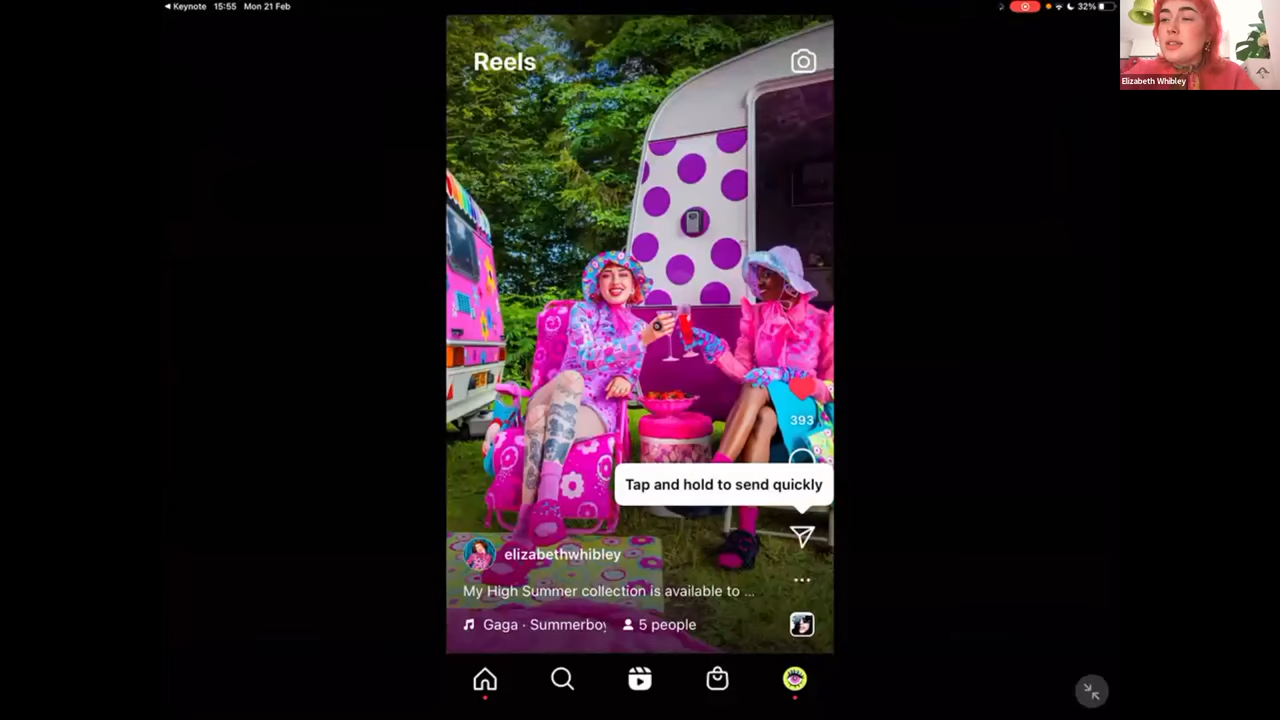 Keynote 15:55 Mon 21 Feb
32%
Elizabeth Whibley
Reels
393
Tap and hold to send quickly
elizabethwhibley
My High Summer collection is available to ...
Gaga · Summerboy
5 people